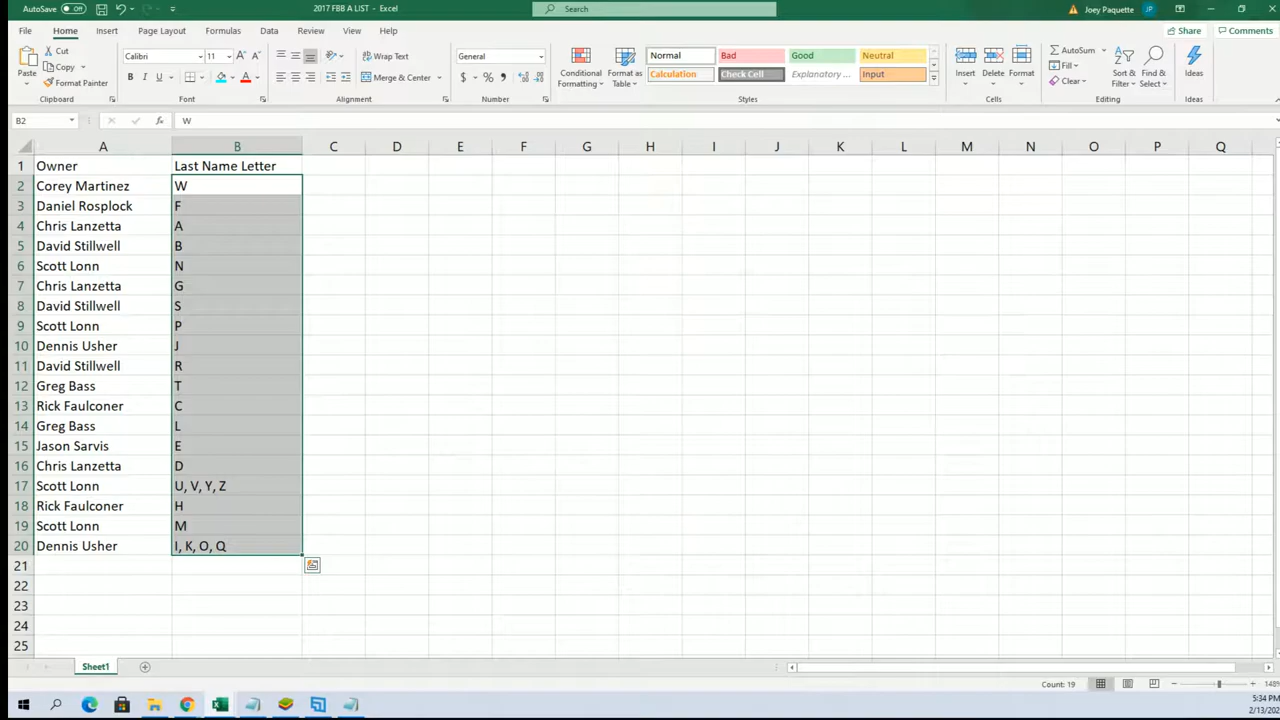 AutoSave Off 2017 FBB A LIST - Excel Search Joey Paquette JP
File Home Insert Page Layout Formulas Data Review View Help Share Comments
Paste Cut Copy Format Painter Clipboard
Calibri 11 A A B I U A Font
Wrap Text Merge & Center Alignment
General $ % , Number
Conditional Formatting Format as Table
Normal Bad Good Neutral
Calculation Check Cell Explanatory ... Input
Styles
Insert Delete Format Cells
AutoSum Fill Clear Sort & Filter Find & Select Editing
Ideas Ideas
B2 fx W
A B C D E F G H I J K L M N O P Q
1 Owner Last Name Letter
2 Corey Martinez W
3 Daniel Rosplock F
4 Chris Lanzetta A
5 David Stillwell B
6 Scott Lonn N
7 Chris Lanzetta G
8 David Stillwell S
9 Scott Lonn P
10 Dennis Usher J
11 David Stillwell R
12 Greg Bass T
13 Rick Faulconer C
14 Greg Bass L
15 Jason Sarvis E
16 Chris Lanzetta D
17 Scott Lonn U, V, Y, Z
18 Rick Faulconer H
19 Scott Lonn M
20 Dennis Usher I, K, O, Q
21
22
23
24
25
Sheet1
Count: 19 148%
5:34 PM
2/13/202